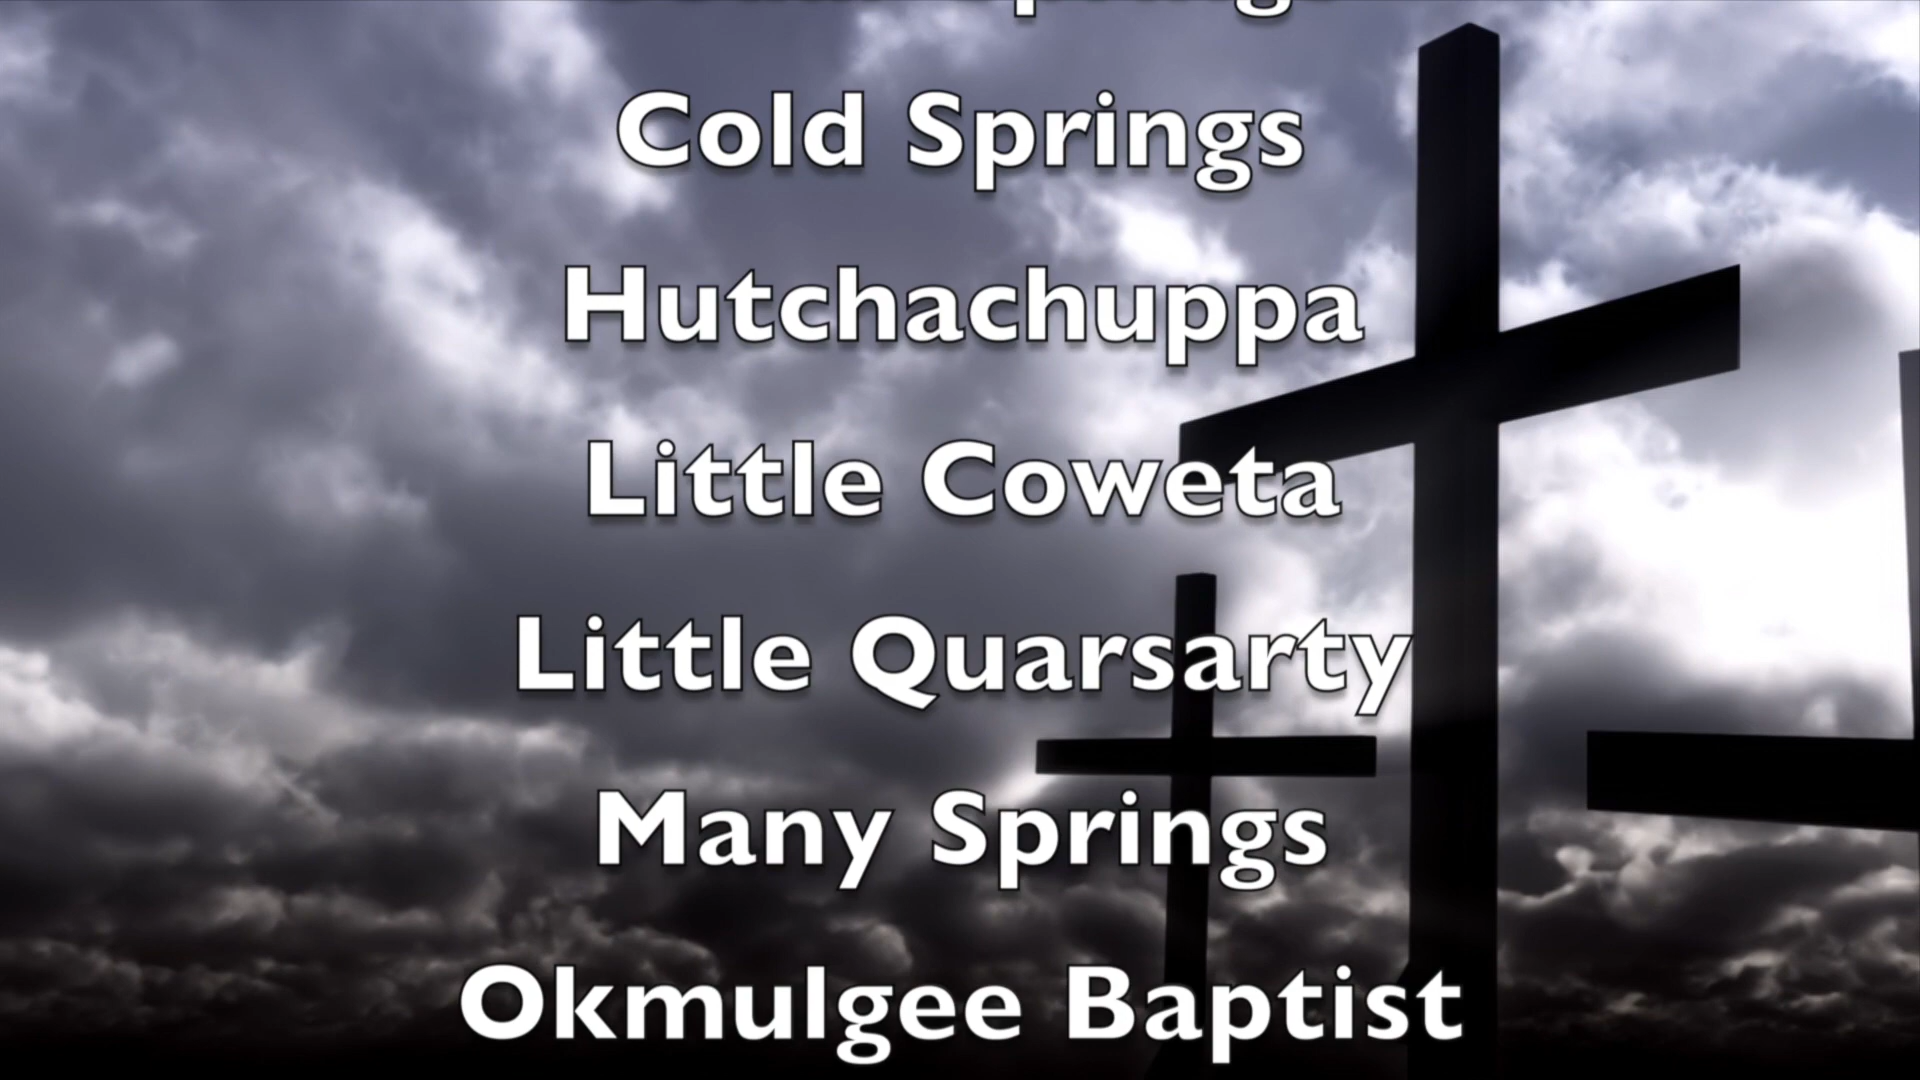 Cold Springs
Hutchachuppa
Little Coweta
Little Quarsarty
Many Springs
Okmulgee Baptist